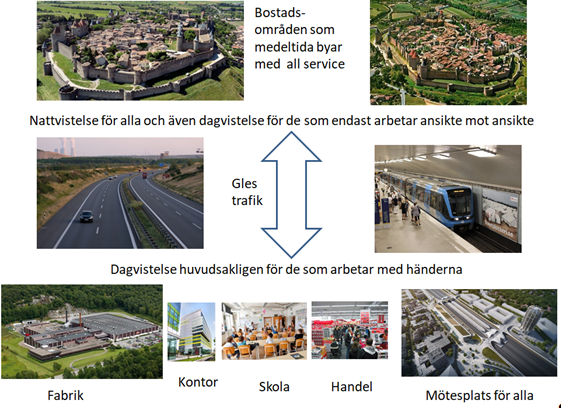 Bostads-
områden som
medeltida byar
med  all service
Nattvistelse för alla och även dagvistelse för de som endast arbetar ansikte mot ansikte
Gles
trafik
Dagvistelse huvudsakligen för de som arbetar med händerna
Fabrik
Kontor
Skola
Handel
Mötesplats för alla